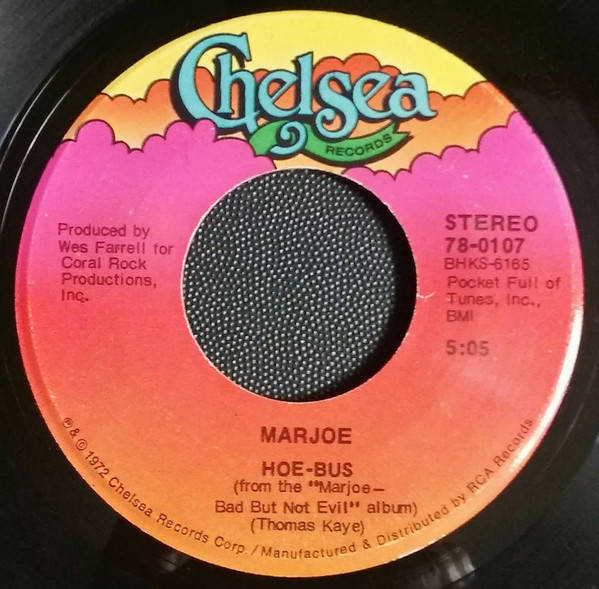 Chelsea
RECORDS
Produced by
Wes Farrell for
Coral Rock
Productions,
Inc.
STEREO
78-0107
BHKS-6165
Pocket Full of
Tunes, Inc.,
BMI
5:05
MARJOE
HOE-BUS
(from the "Marjoe—
Bad But Not Evil" album)
(Thomas Kaye)
℗ & © 1972 Chelsea Records Corp. / Manufactured & Distributed by RCA Records